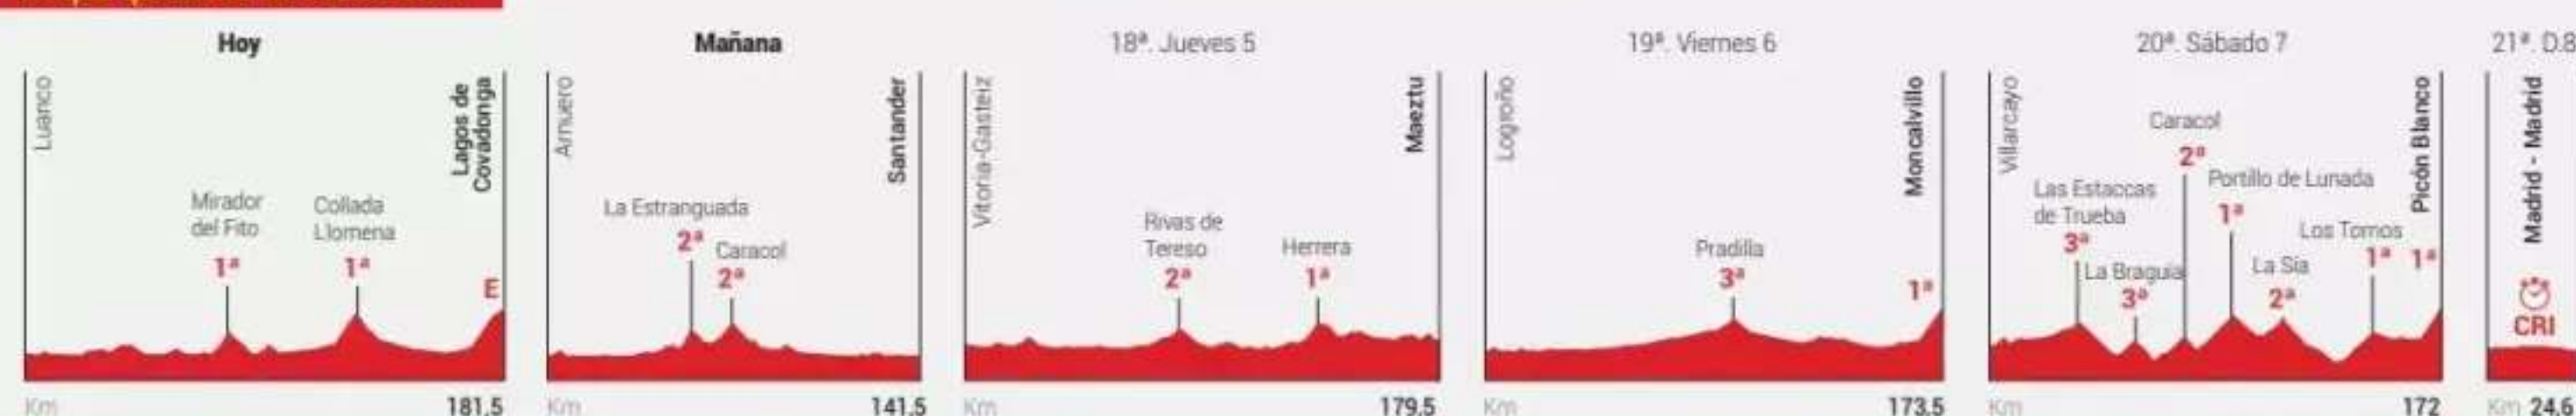 Hoy
Luanco
Mirador
del Fito
1ª
Collada
Llomena
1ª
Lagos de
Covadonga
E
Km
181.5
Mañana
Arnuero
La Estranguada
2ª
Caracol
2ª
Santander
Km
141.5
18ª. Jueves 5
Vitoria-Gasteiz
Rivas de
Tereso
2ª
Herrera
1ª
Maeztu
Km
179.5
19ª. Viernes 6
Logroño
Pradilla
3ª
1ª
Moncalvillo
Km
173.5
20ª. Sábado 7
Villarcayo
Las Estaccas
de Trueba
3ª
La Braguia
3ª
Caracol
2ª
Portillo de Lunada
1ª
La Sía
2ª
Los Tornos
1ª
1ª
Picón Blanco
Km
172
21ª. D.8
Madrid - Madrid
CRI
Km 24.6